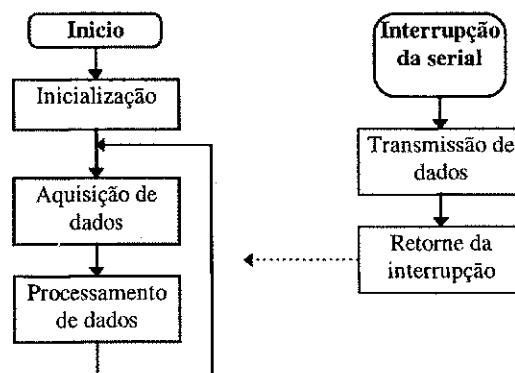 Inicio
Inicialização
Aquisição de
dados
Processamento
de dados
Interrupção
da serial
Transmissão de
dados
Retorne da
interrupção